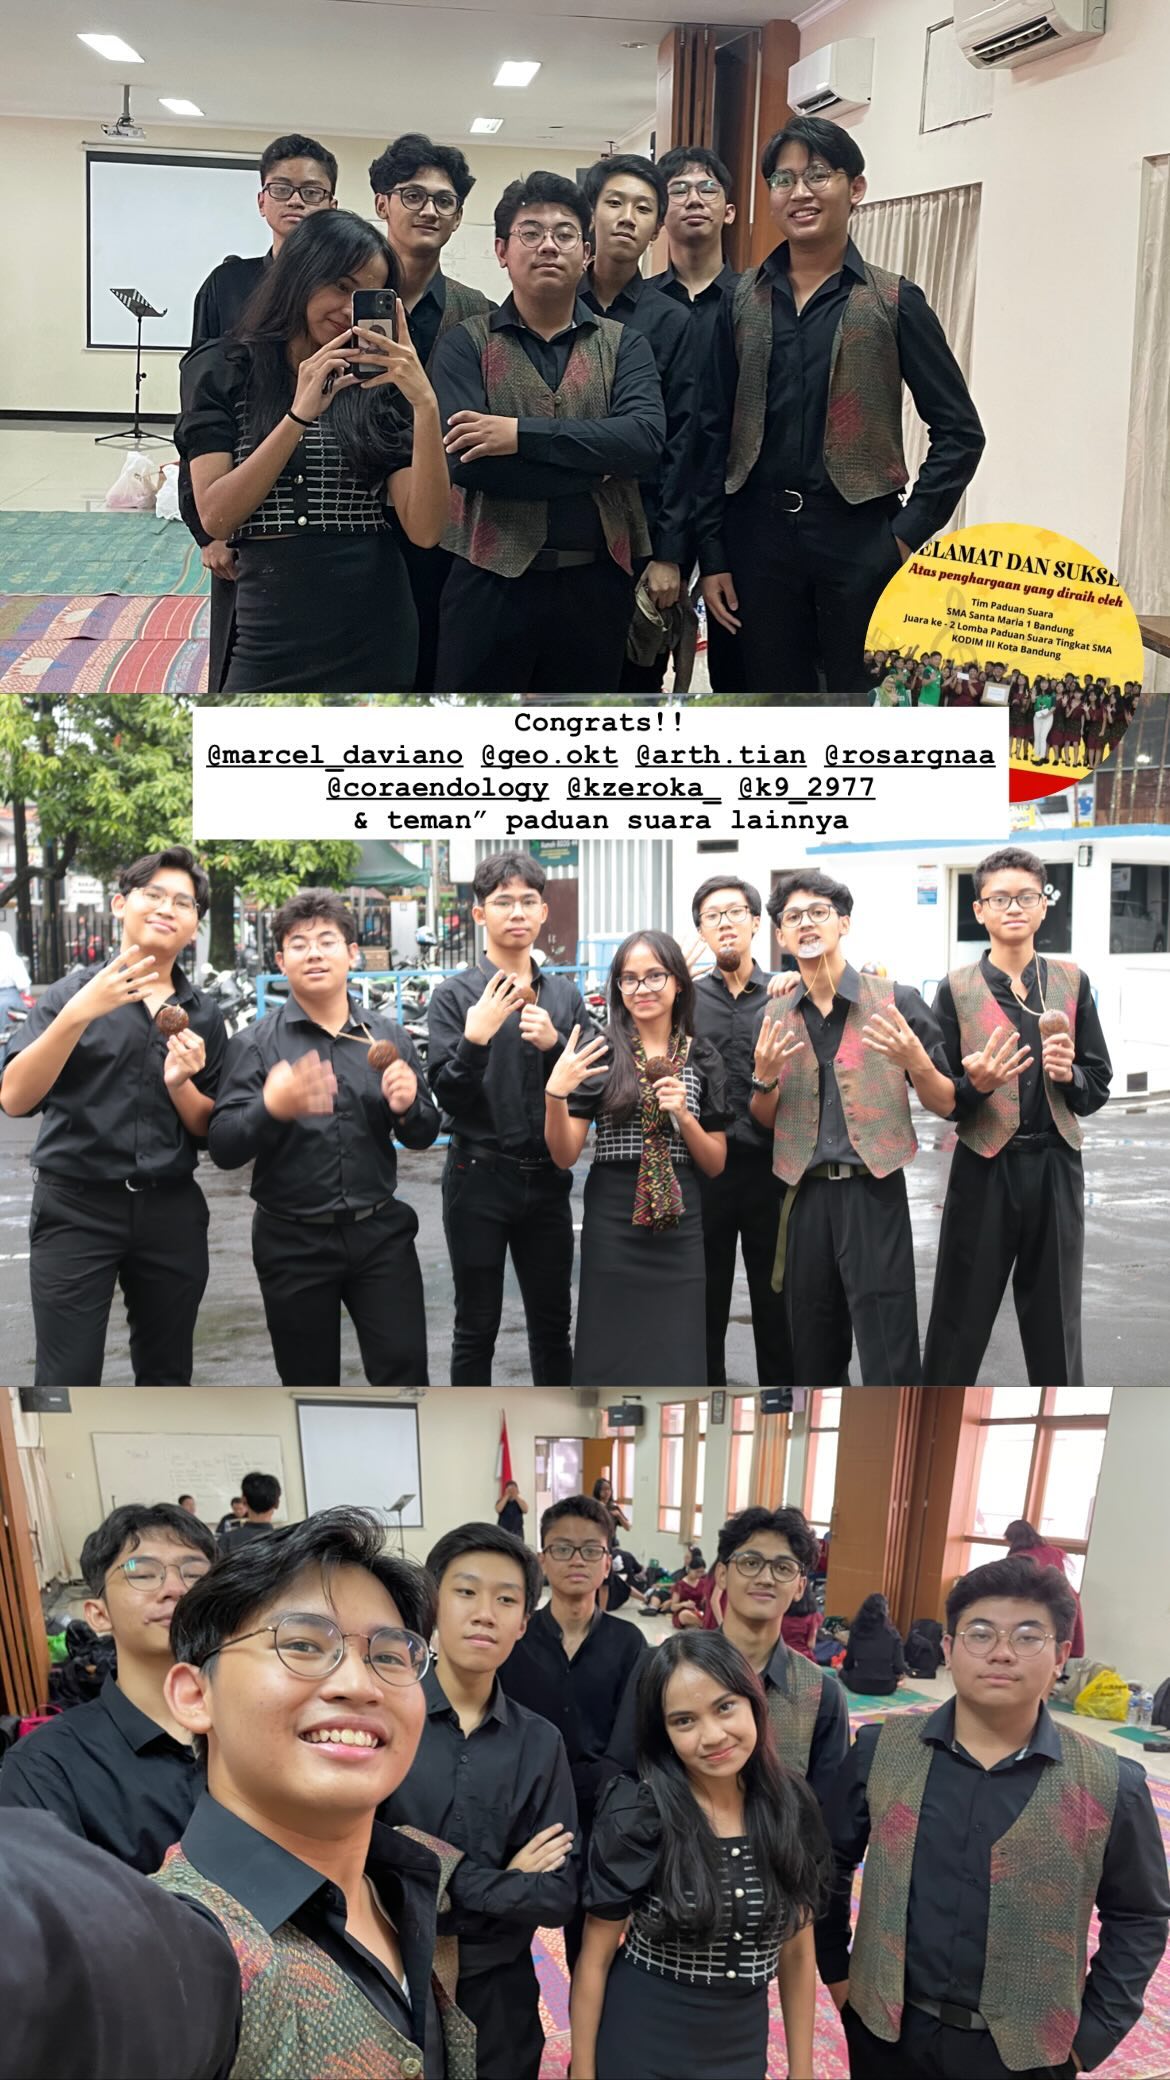 ELAMAT DAN SUKSE
Atas penghargaan yang diraih oleh
Tim Paduan Suara
SMA Santa Maria 1 Bandung
Juara ke - 2 Lomba Paduan Suara Tingkat SMA
KODIM III Kota Bandung
Congrats!!
@marcel_daviano @geo.okt @arth.tian @rosargnaa
@coraendology @kzeroka_ @k9_2977
& teman” paduan suara lainnya